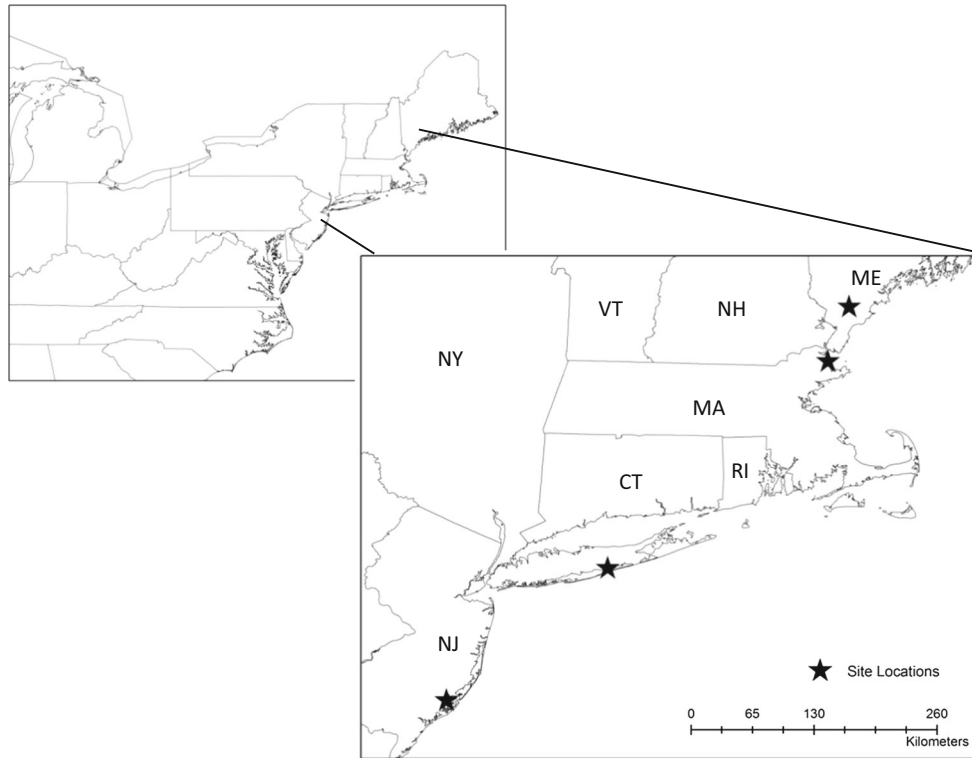 ME
VT
NH
NY
MA
CT
RI
NJ
Site Locations
0 65 130 260
Kilometers